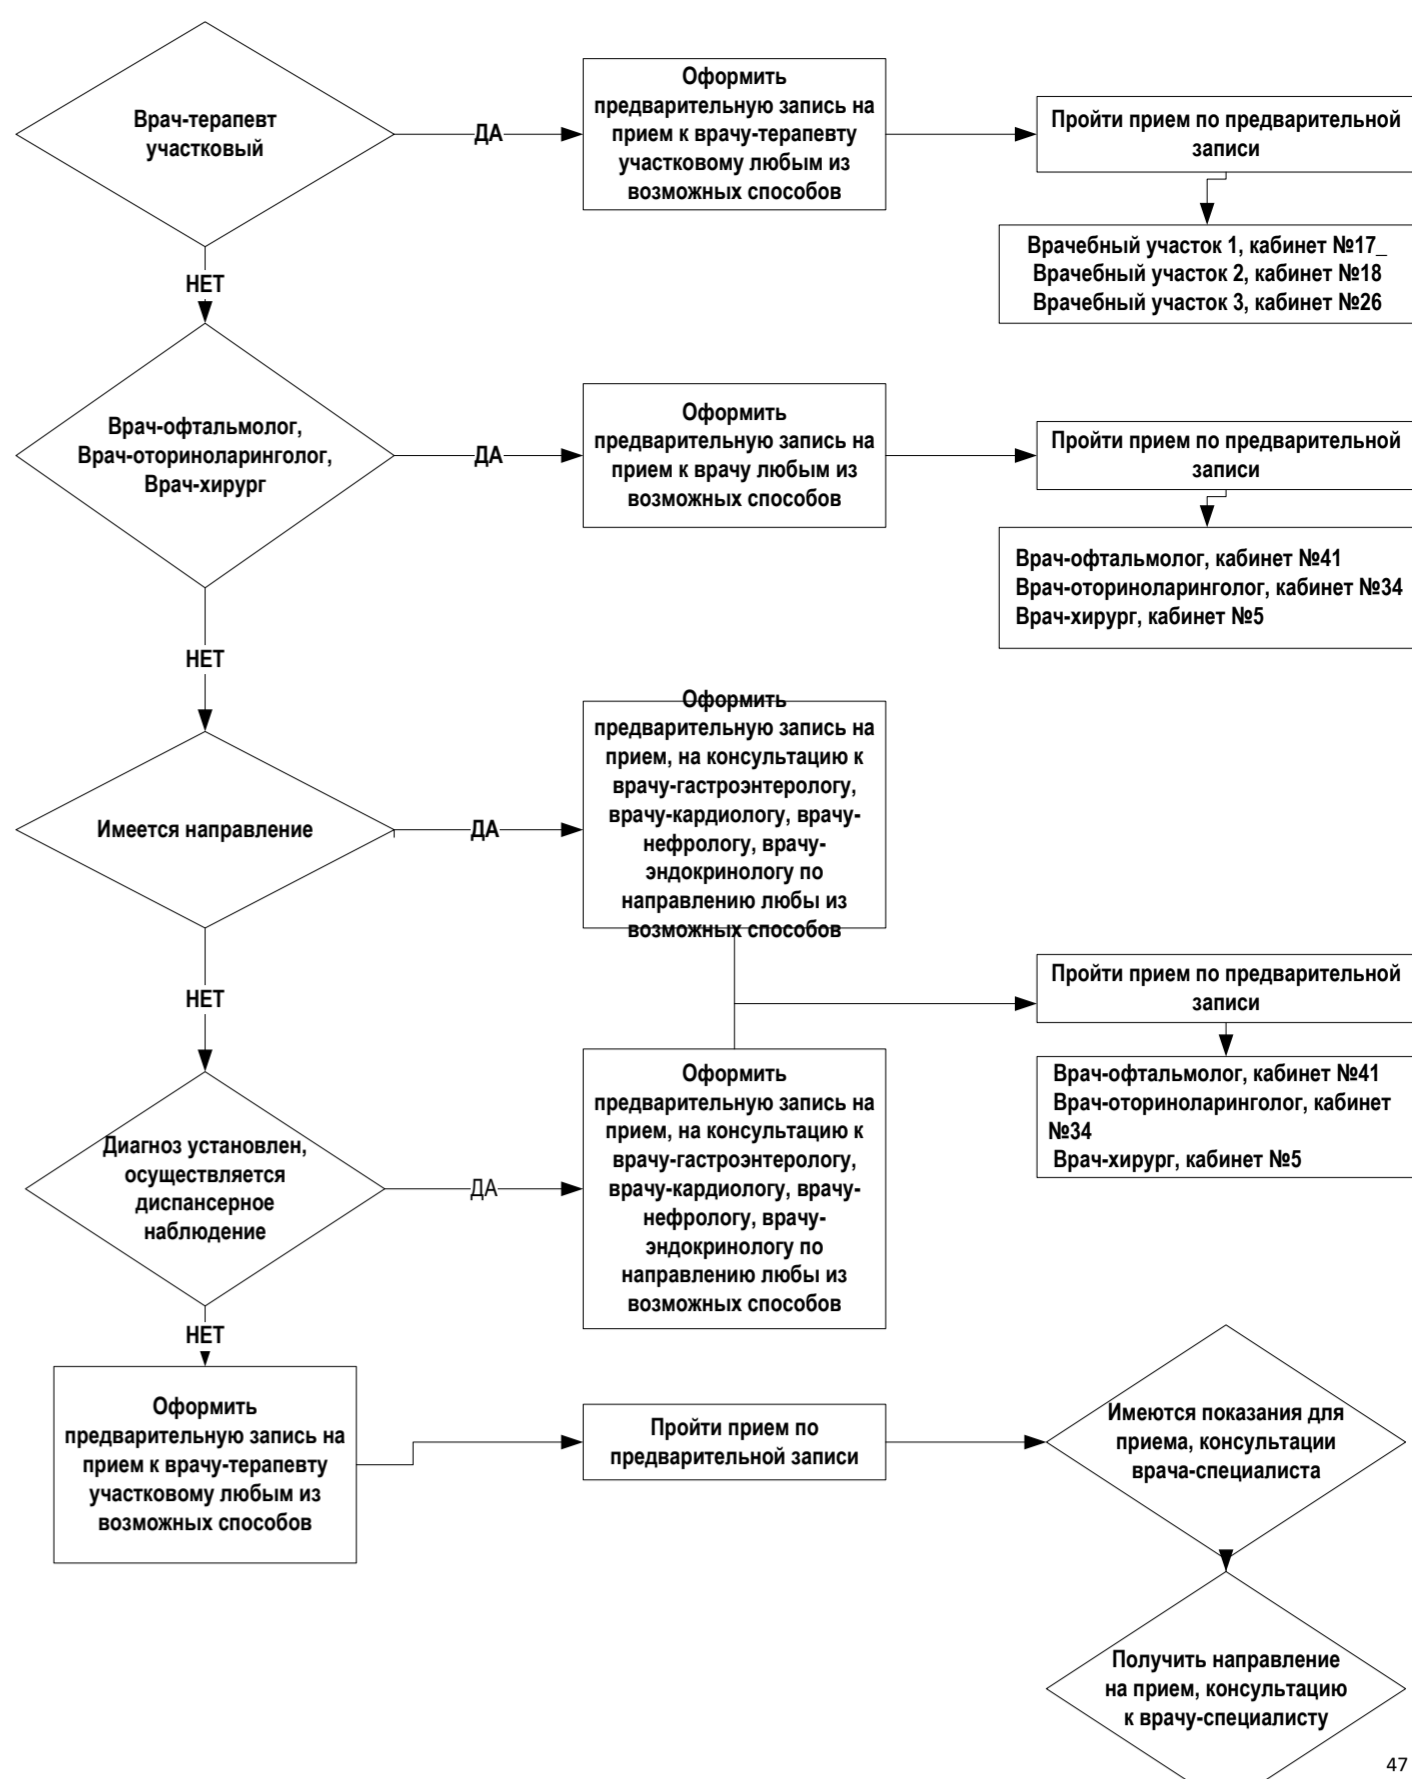 Врач-терапевт
участковый
ДА
Оформить
предварительную запись на
прием к врачу-терапевту
участковому любым из
возможных способов
Пройти прием по предварительной
записи
Врачебный участок 1, кабинет №17_
Врачебный участок 2, кабинет №18
Врачебный участок 3, кабинет №26
НЕТ
Врач-офтальмолог,
Врач-оториноларинголог,
Врач-хирург
ДА
Оформить
предварительную запись на
прием к врачу любым из
возможных способов
Пройти прием по предварительной
записи
Врач-офтальмолог, кабинет №41
Врач-оториноларинголог, кабинет №34
Врач-хирург, кабинет №5
НЕТ
Имеется направление
ДА
Оформить
предварительную запись на
прием, на консультацию к
врачу-гастроэнтерологу,
врачу-кардиологу, врачу-
нефрологу, врачу-
эндокринологу по
направлению любы из
возможных способов
Пройти прием по предварительной
записи
Врач-офтальмолог, кабинет №41
Врач-оториноларинголог, кабинет
№34
Врач-хирург, кабинет №5
НЕТ
Диагноз установлен,
осуществляется
диспансерное
наблюдение
ДА
Оформить
предварительную запись на
прием, на консультацию к
врачу-гастроэнтерологу,
врачу-кардиологу, врачу-
нефрологу, врачу-
эндокринологу по
направлению любы из
возможных способов
НЕТ
Оформить
предварительную запись на
прием к врачу-терапевту
участковому любым из
возможных способов
Пройти прием по
предварительной записи
Имеются показания для
приема, консультации
врача-специалиста
Получить направление
на прием, консультацию
к врачу-специалисту
47